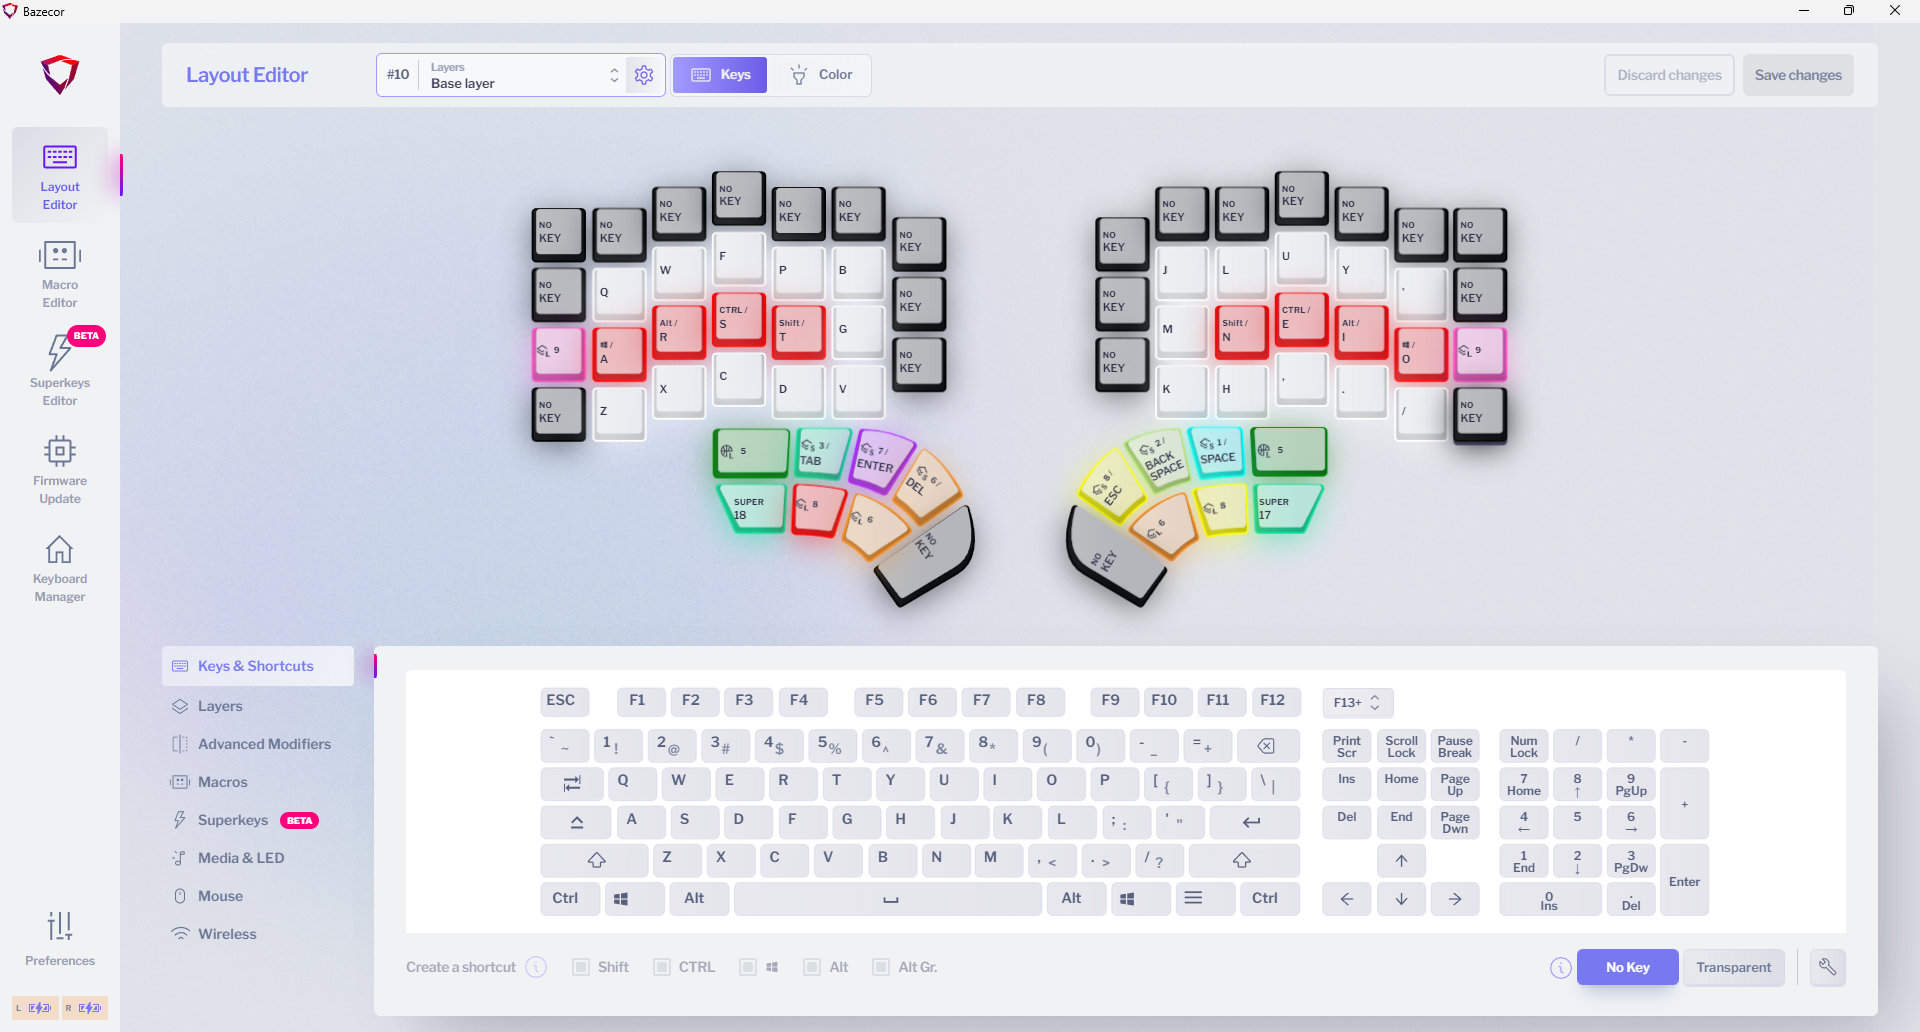 Bazecor
Layout Editor
#10
Layers
Base layer
Keys
Color
Discard changes
Save changes
Layout
Editor
Macro
Editor
BETA
Superkeys
Editor
Firmware
Update
Keyboard
Manager
Preferences
L
R
NO KEY
NO KEY
NO KEY
NO KEY
NO KEY
NO KEY
NO KEY
NO KEY
Q
W
F
P
B
NO KEY
L 9
/ A
Alt / R
CTRL / S
Shift / T
G
NO KEY
NO KEY
Z
X
C
D
V
L 5
S 3 / TAB
S 7 / ENTER
S 6 / DEL
SUPER 18
L 8
L 6
NO KEY
NO KEY
NO KEY
NO KEY
NO KEY
NO KEY
NO KEY
NO KEY
J
L
U
Y
'
NO KEY
NO KEY
M
Shift / N
CTRL / E
Alt / I
/ O
L 9
NO KEY
K
H
,
.
/
NO KEY
S 8 / ESC
S 2 / BACK SPACE
S 1 / SPACE
L 5
NO KEY
L 6
L 8
SUPER 17
Keys & Shortcuts
Layers
Advanced Modifiers
Macros
Superkeys BETA
Media & LED
Mouse
Wireless
ESC F1 F2 F3 F4 F5 F6 F7 F8 F9 F10 F11 F12 F13+
` ~ 1 ! 2 @ 3 # 4 $ 5 % 6 ^ 7 & 8 * 9 ( 0 ) - _ = + Print Scr Scroll Lock Pause Break Num Lock / * -
Q W E R T Y U I O P [ { ] } \ | Ins Home Page Up 7 Home 8 ↑ 9 PgUp +
A S D F G H J K L ; : ' " Del End Page Dwn 4 ← 5 6 →
Z X C V B N M , < . > / ? ↑ 1 End 2 ↓ 3 PgDw Enter
Ctrl Alt Alt Ctrl ← ↓ → 0 Ins . Del
Create a shortcut
Shift
CTRL
Alt
Alt Gr.
No Key
Transparent